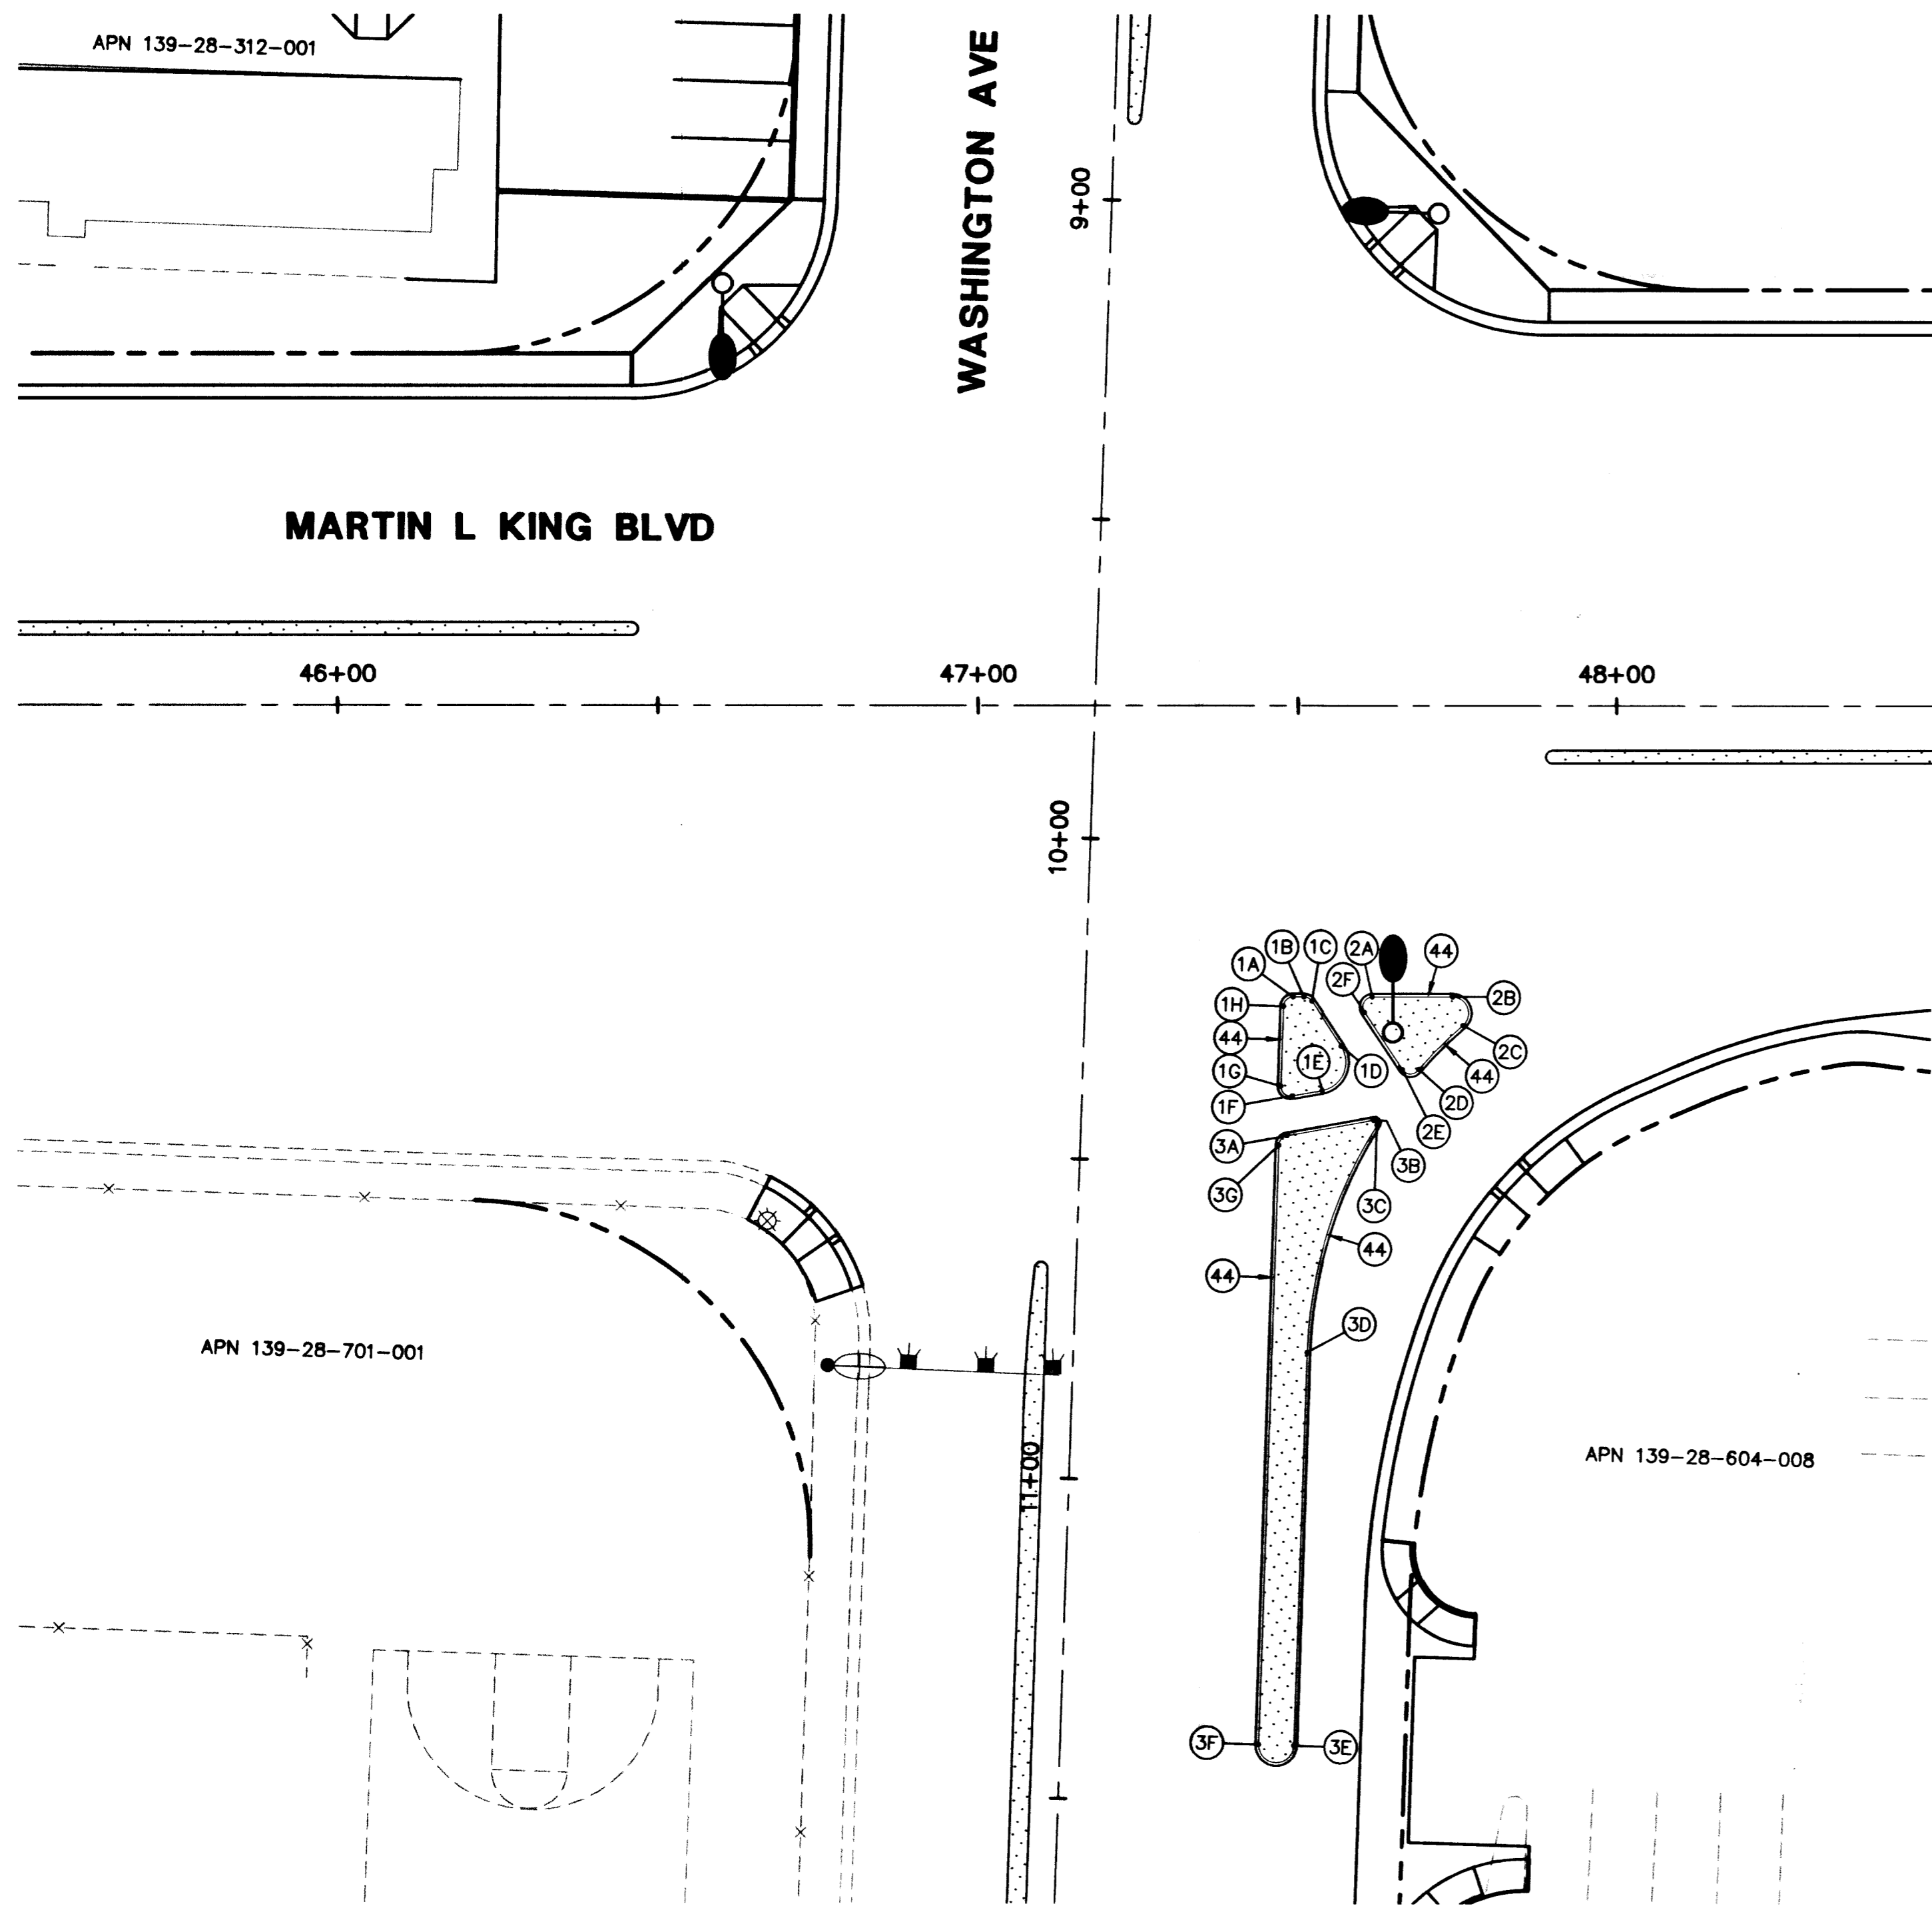 APN 139-28-312-001
WASHINGTON AVE
9+00
MARTIN L KING BLVD
46+00
47+00
48+00
10+00
1A
1B
1C
2A
44
2F
1H
2B
44
1E
1D
2C
1G
44
1F
2D
2E
3A
3B
3G
3C
44
44
3D
APN 139-28-701-001
11+00
APN 139-28-604-008
3F
3E